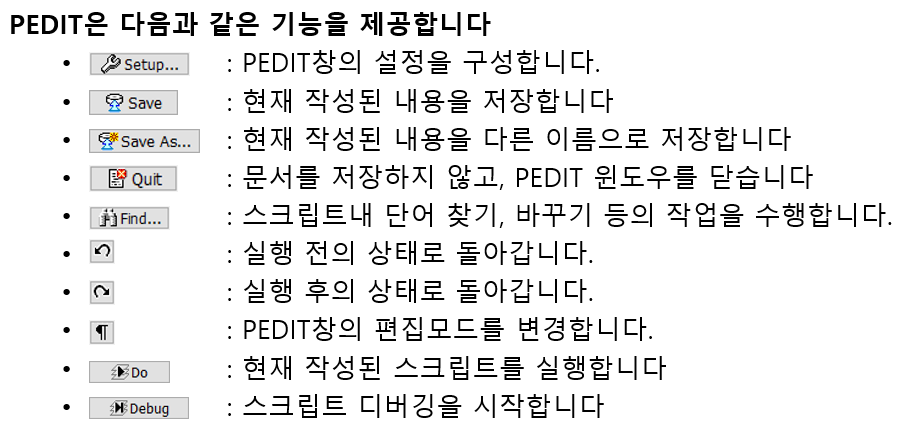 PEDIT은 다음과 같은 기능을 제공합니다
• Setup... : PEDIT창의 설정을 구성합니다.
• Save : 현재 작성된 내용을 저장합니다
• Save As... : 현재 작성된 내용을 다른 이름으로 저장합니다
• Quit : 문서를 저장하지 않고, PEDIT 윈도우를 닫습니다
• Find... : 스크립트내 단어 찾기, 바꾸기 등의 작업을 수행합니다.
• : 실행 전의 상태로 돌아갑니다.
• : 실행 후의 상태로 돌아갑니다.
• ¶ : PEDIT창의 편집모드를 변경합니다.
• Do : 현재 작성된 스크립트를 실행합니다
• Debug : 스크립트 디버깅을 시작합니다